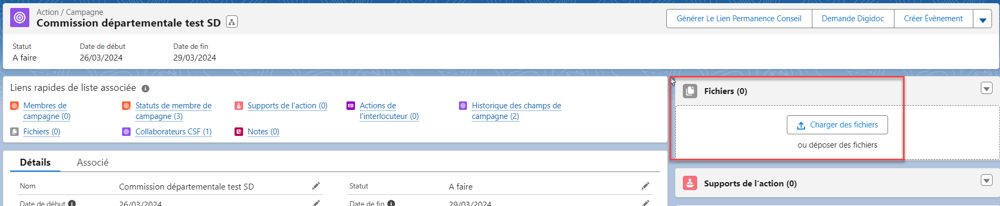 Action / Campagne
Commission départementale test SD
Générer Le Lien Permanence Conseil
Demande Digidoc
Créer Évènement
Statut
Date de début
Date de fin
A faire
26/03/2024
29/03/2024
Liens rapides de liste associée
Membres de
campagne (0)
Statuts de membre de
campagne (3)
Supports de l'action (0)
Actions de
l'interlocuteur (0)
Historique des champs de
campagne (2)
Fichiers (0)
Collaborateurs CSF (1)
Notes (0)
Fichiers (0)
Charger des fichiers
ou déposer des fichiers
Supports de l'action (0)
Détails
Associé
Nom
Commission départementale test SD
Statut
A faire
Date de début
26/03/2024
Date de fin
29/03/2024